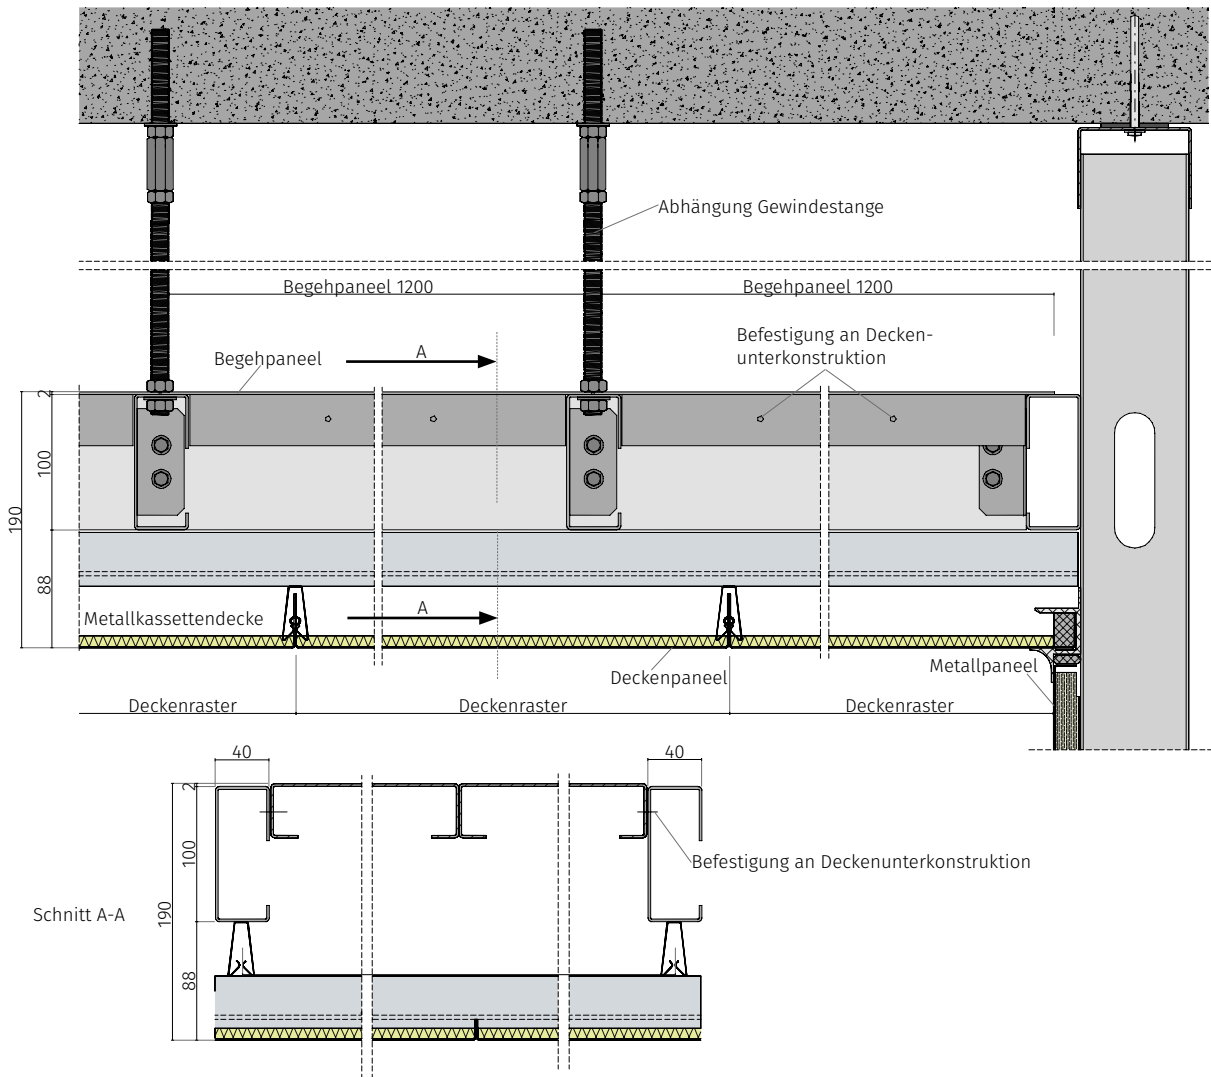 Abhängung Gewindestange
Begehpaneel 1200
Begehpaneel 1200
Befestigung an Decken-
unterkonstruktion
Begehpaneel
A
2
100
190
88
Metallkassettendecke
A
Deckenpaneel
Metallpaneel
Deckenraster
Deckenraster
Deckenraster
40
40
2
100
190
88
Befestigung an Deckenunterkonstruktion
Schnitt A-A